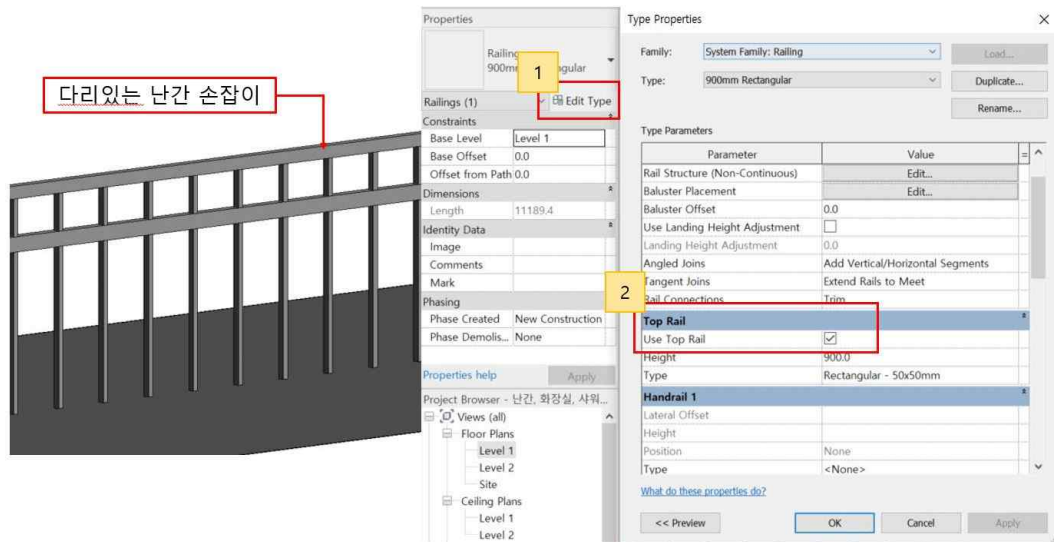 다리있는 난간 손잡이
Properties
Railing
900mm
gular
1
Railings (1)
Edit Type
Constraints
Base Level Level 1
Base Offset 0.0
Offset from Path 0.0
Dimensions
Length 11189.4
Identity Data
Image
Comments
Mark
Phasing
Phase Created New Construction
Phase Demolis... None
Properties help Apply
Project Browser - 난간, 화장실, 샤워...
Views (all)
Floor Plans
Level 1
Level 2
Site
Ceiling Plans
Level 1
Level 2
Type Properties
Family: System Family: Railing Load...
Type: 900mm Rectangular Duplicate...
Rename...
Type Parameters
Parameter Value =
Rail Structure (Non-Continuous) Edit...
Baluster Placement Edit...
Baluster Offset 0.0
Use Landing Height Adjustment
Landing Height Adjustment 0.0
Angled Joins Add Vertical/Horizontal Segments
Tangent Joins Extend Rails to Meet
2
Rail Connections Trim
Top Rail
Use Top Rail
Height 900.0
Type Rectangular - 50x50mm
Handrail 1
Lateral Offset
Height
Position None
Type <None>
What do these properties do?
<< Preview OK Cancel Apply